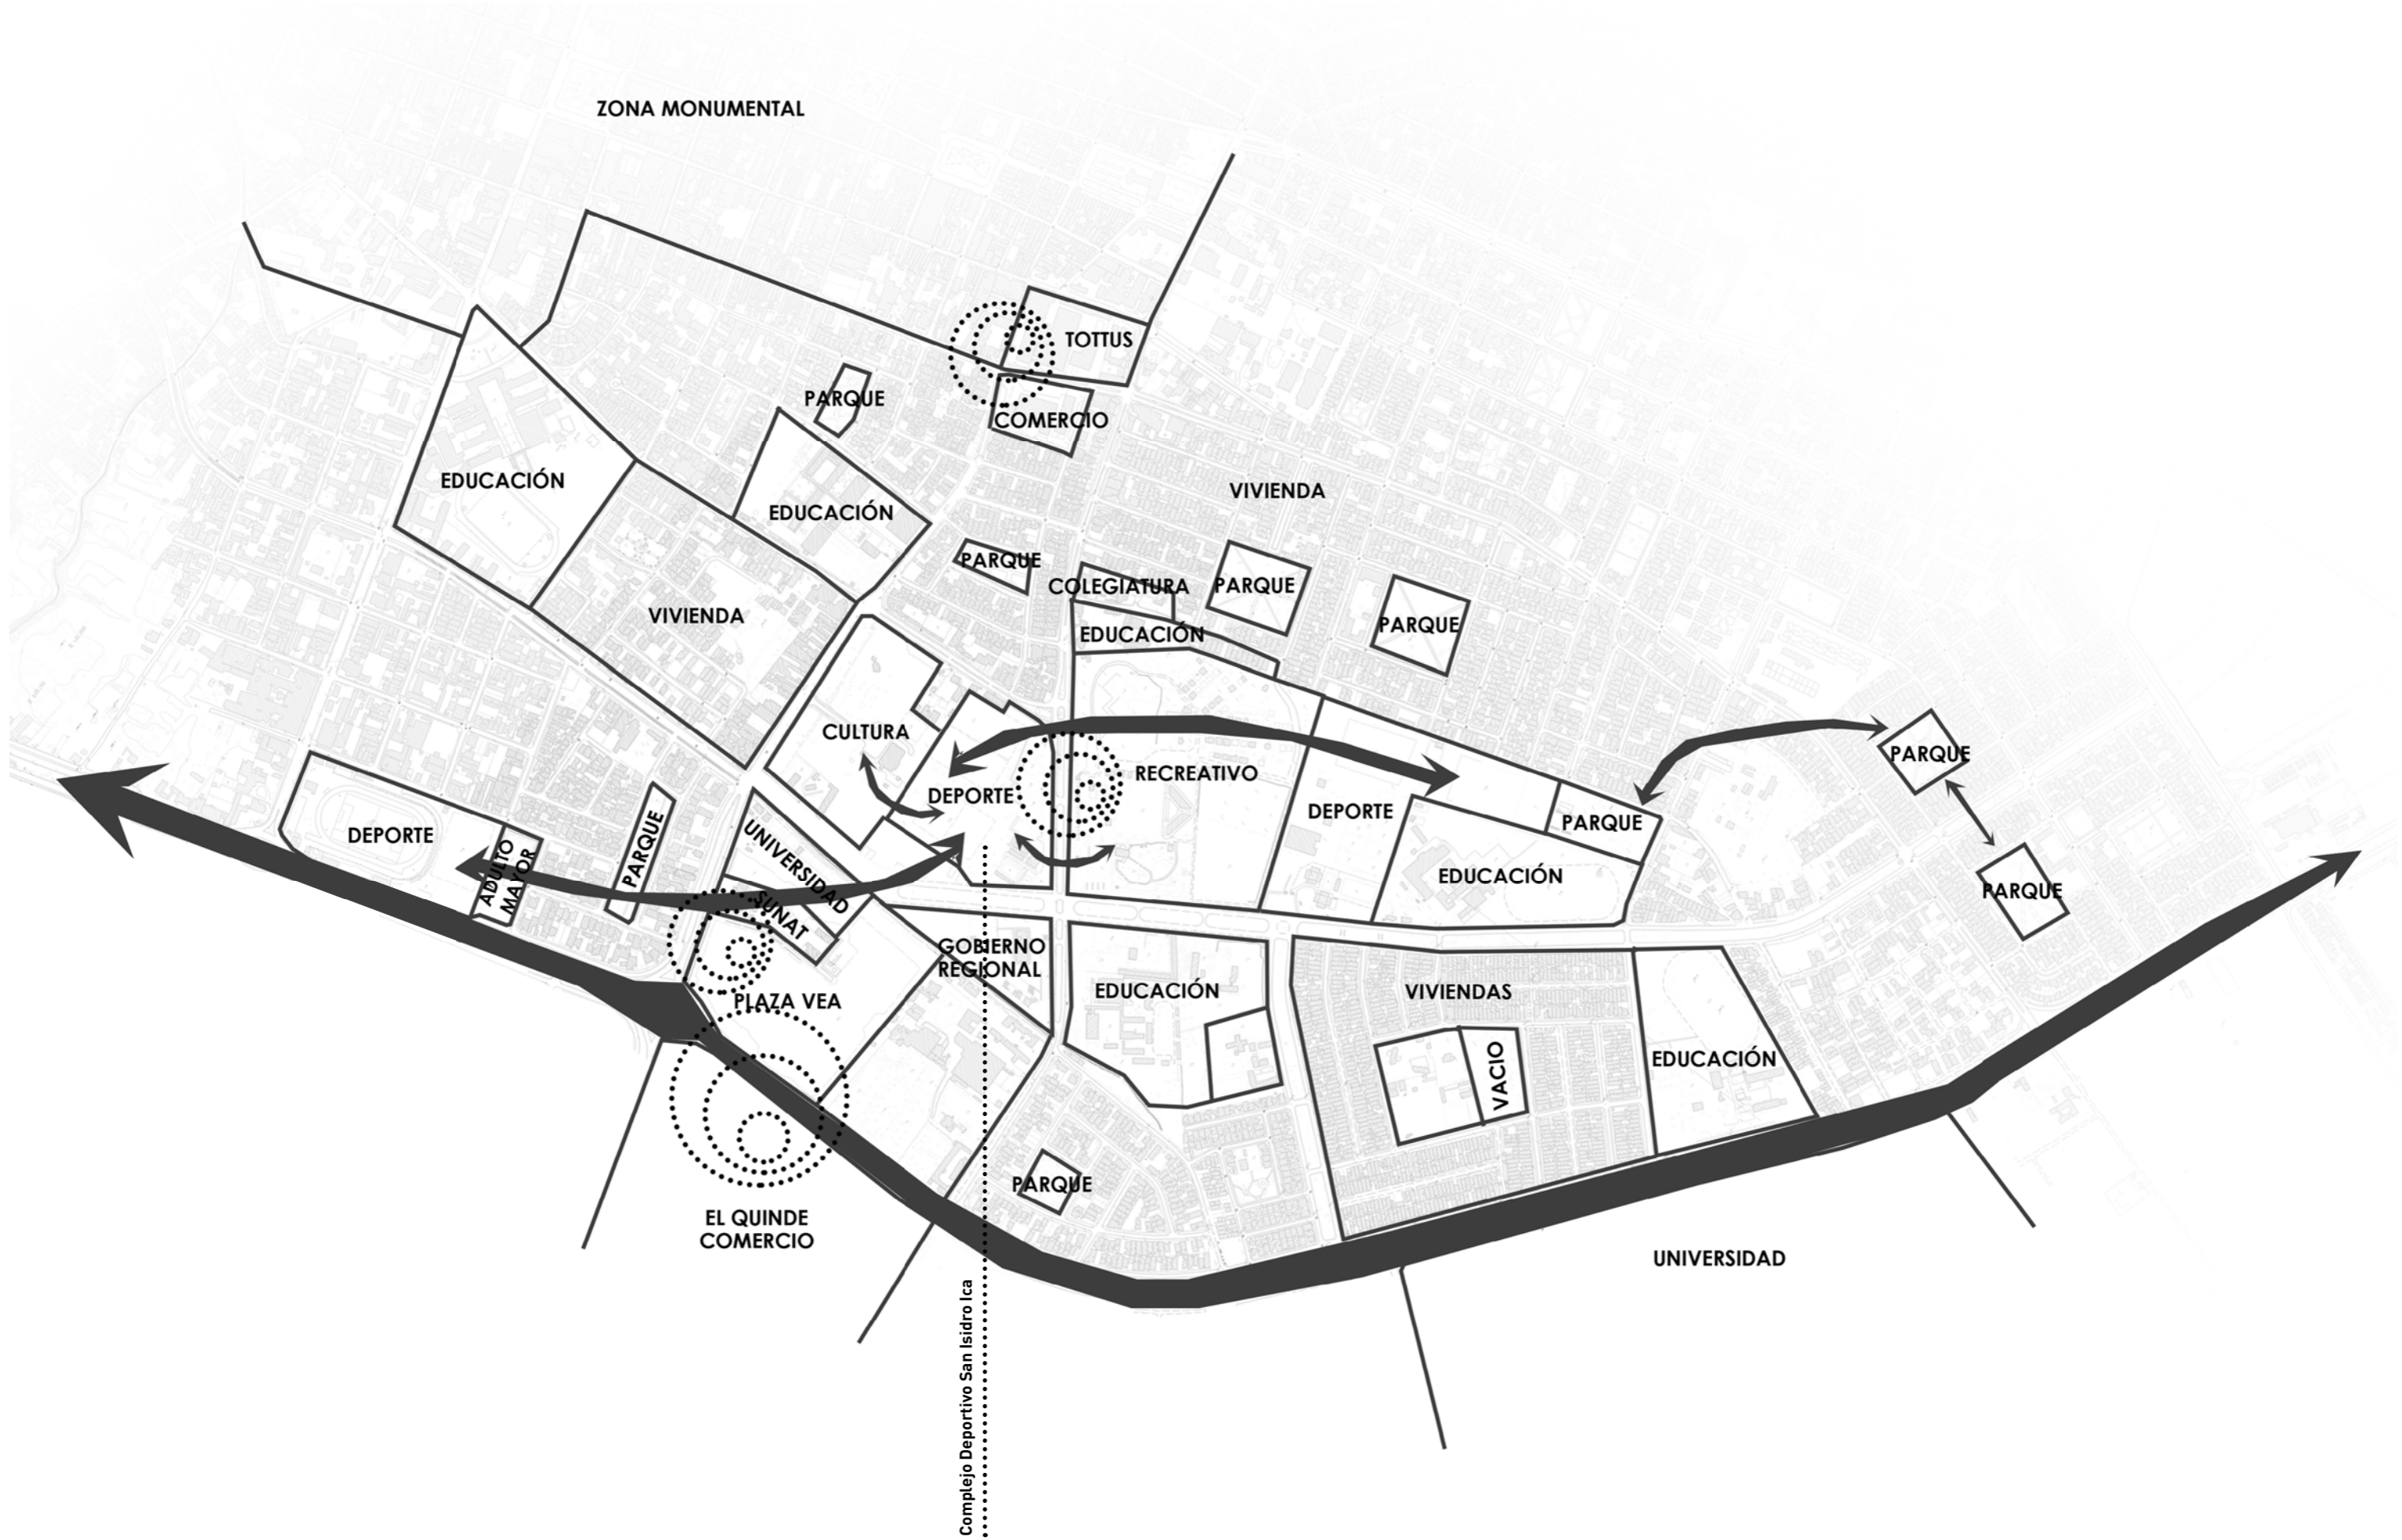 ZONA MONUMENTAL
TOTTUS
PARQUE
COMERCIO
EDUCACIÓN
VIVIENDA
EDUCACIÓN
PARQUE
COLEGIATURA
PARQUE
VIVIENDA
PARQUE
EDUCACIÓN
CULTURA
PARQUE
RECREATIVO
DEPORTE
DEPORTE
PARQUE
DEPORTE
ADULTO
MAYOR
PARQUE
UNIVERSIDAD
SUNAT
EDUCACIÓN
PARQUE
GOBIERNO
REGIONAL
PLAZA VEA
EDUCACIÓN
VIVIENDAS
VACIO
EDUCACIÓN
PARQUE
EL QUINDE
COMERCIO
UNIVERSIDAD
Complejo Deportivo San Isidro Ica